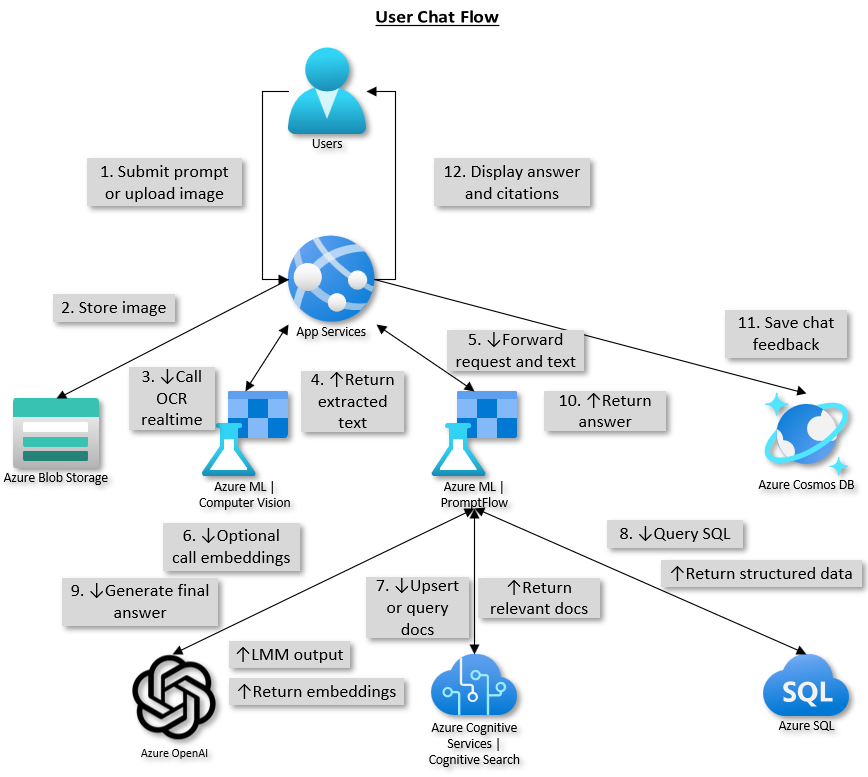 User Chat Flow
Users
1. Submit prompt
or upload image
12. Display answer
and citations
App Services
2. Store image
3. ↓Call
OCR
realtime
4. ↑Return
extracted
text
5. ↓Forward
request and text
11. Save chat
feedback
10. ↑Return
answer
Azure Blob Storage
Azure ML |
Computer Vision
Azure ML |
PromptFlow
Azure Cosmos DB
6. ↓Optional
call embeddings
8. ↓Query SQL
↑Return structured data
9. ↓Generate final
answer
7. ↓Upsert
or query
docs
↑Return
relevant docs
↑LMM output
↑Return embeddings
SQL
Azure OpenAI
Azure Cognitive
Services |
Cognitive Search
Azure SQL